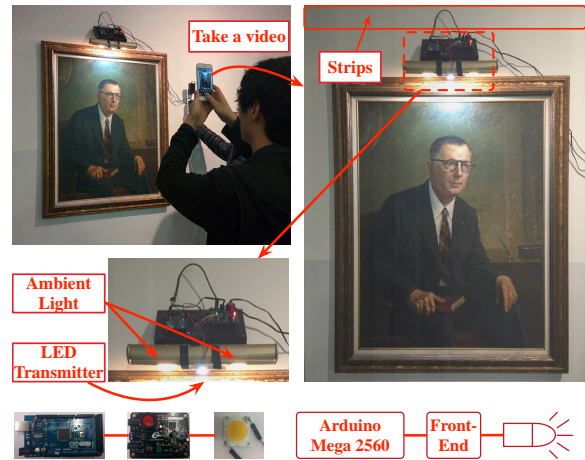 Take a video
Strips
Ambient
Light
LED
Transmitter
Arduino
Mega 2560
Front-
End